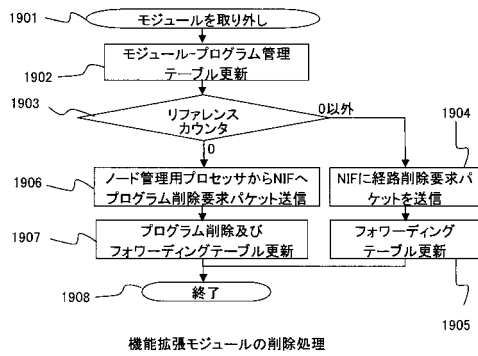 1901
モジュールを取り外し
1902
モジュール-プログラム管理
テーブル更新
1903
リファレンス
カウンタ
0以外
0
1904
NIFに経路削除要求パ
ケットを送信
1906
ノード管理用プロセッサからNIFへ
プログラム削除要求パケット送信
1907
プログラム削除及び
フォワーディングテーブル更新
フォワーディング
テーブル更新
1905
1908
終了
機能拡張モジュールの削除処理